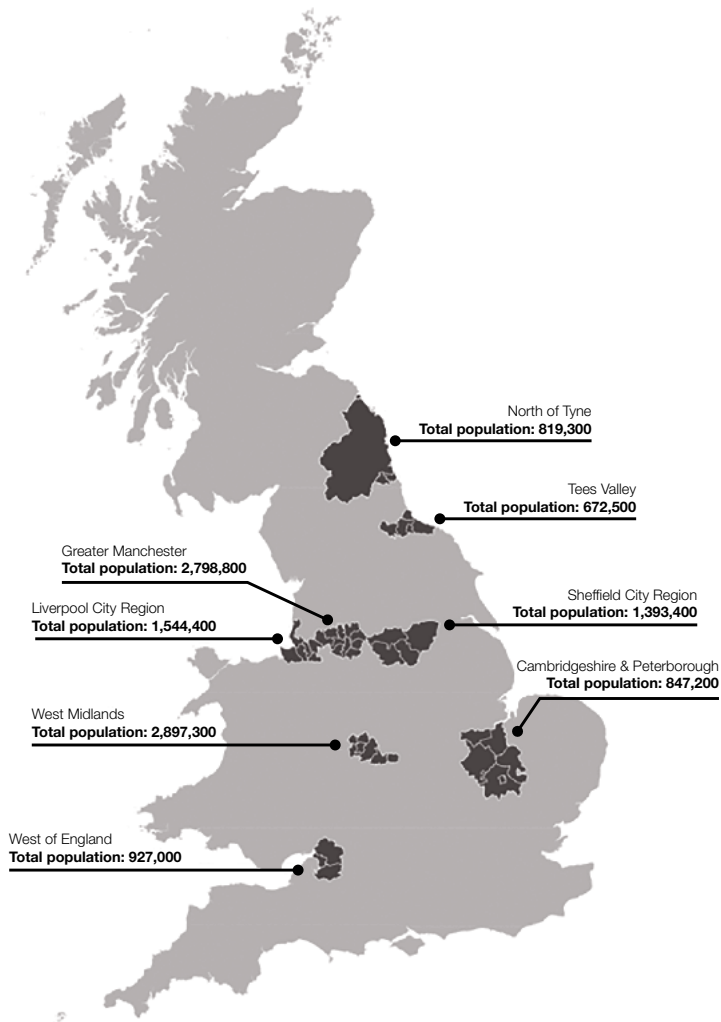 North of Tyne
Total population: 819,300
Tees Valley
Total population: 672,500
Greater Manchester
Total population: 2,798,800
Sheffield City Region
Total population: 1,393,400
Liverpool City Region
Total population: 1,544,400
Cambridgeshire & Peterborough
Total population: 847,200
West Midlands
Total population: 2,897,300
West of England
Total population: 927,000